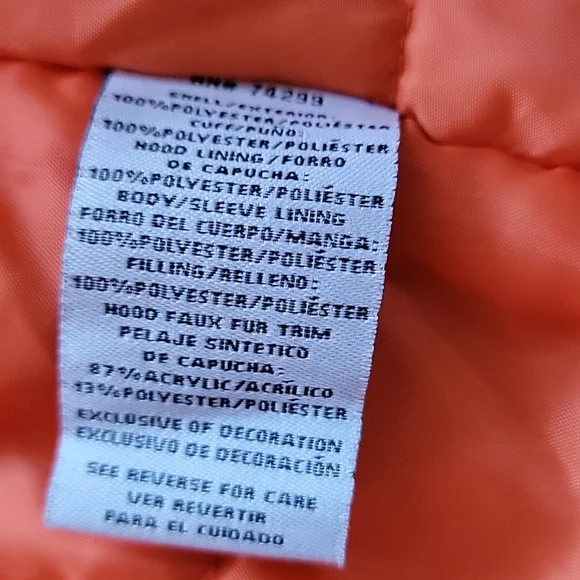 RN# 74299
SHELL/EXTERIOR:
100%POLYESTER/POLIÉSTER
CUFF/PUÑO:
100%POLYESTER/POLIÉSTER
HOOD LINING/FORRO
DE CAPUCHA:
100%POLYESTER/POLIÉSTER
BODY/SLEEVE LINING
FORRO DEL CUERPO/MANGA:
100%POLYESTER/POLIÉSTER
FILLING/RELLENO:
100%POLYESTER/POLIÉSTER
HOOD FAUX FUR TRIM
PELAJE SINTETICO
DE CAPUCHA:
87%ACRYLIC/ACRÍLICO
13%POLYESTER/POLIÉSTER
EXCLUSIVE OF DECORATION
EXCLUSIVO DE DECORACIÓN
SEE REVERSE FOR CARE
VER REVERTIR
PARA EL CUIDADO